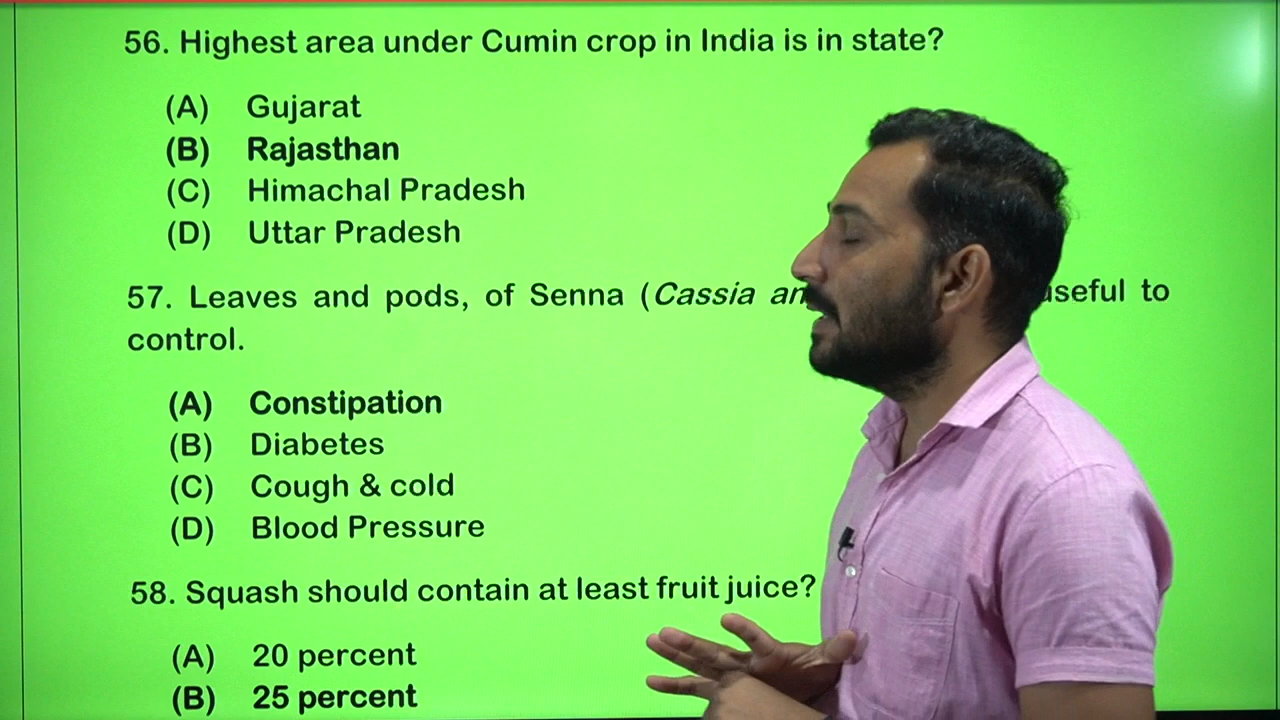 56. Highest area under Cumin crop in India is in state?
(A) Gujarat
(B) Rajasthan
(C) Himachal Pradesh
(D) Uttar Pradesh
57. Leaves and pods, of Senna (Cassia useful to
control.
(A) Constipation
(B) Diabetes
(C) Cough & cold
(D) Blood Pressure
58. Squash should contain at least fruit juice?
(A) 20 percent
(B) 25 percent